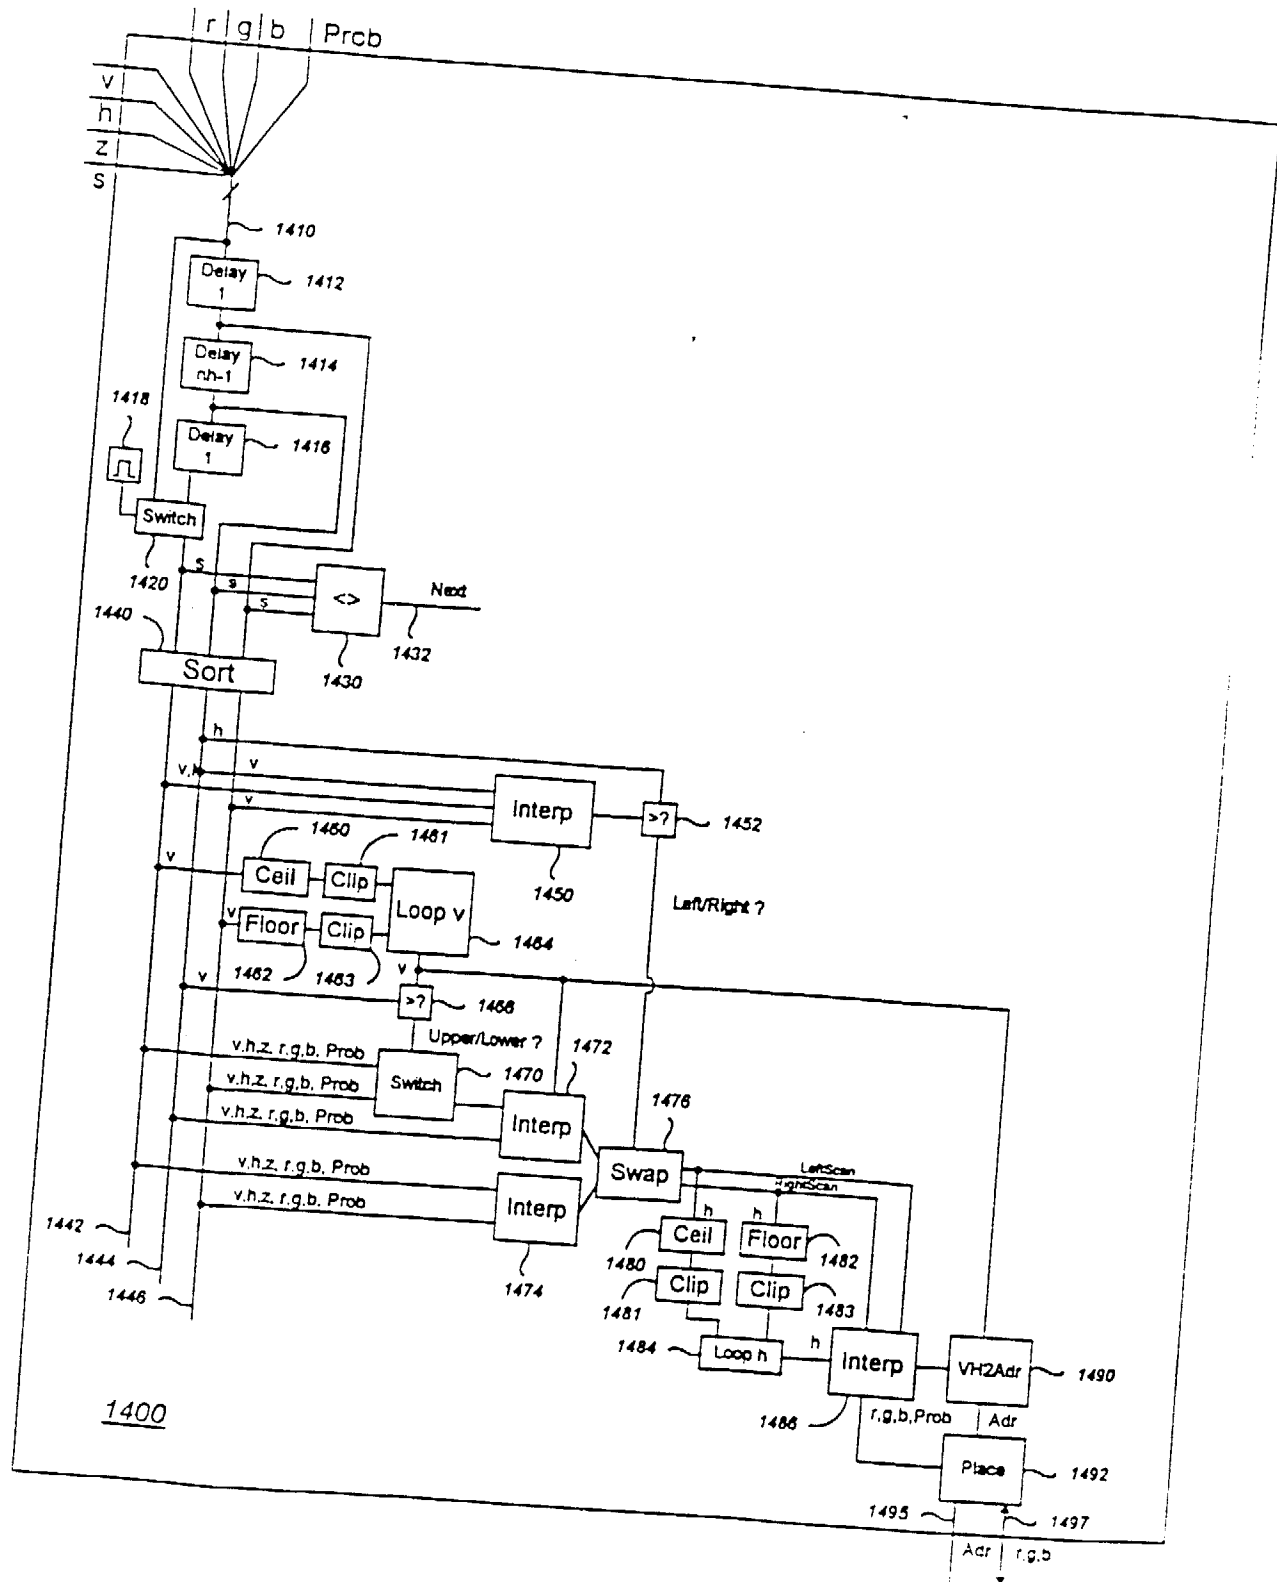 r g b Prob
v
h
z
s
1410
Delay
1
1412
Delay
nh-1
1414
1418
Delay
1
1416
Switch
1420
s
s
s
<>
Next
1432
1430
1440
Sort
h
v
v,h
v
Interp
>?
1452
1450
1460
1461
v
Ceil
Clip
Loop v
Left/Right ?
v
Floor
Clip
1464
1462
1463
v
v
>?
1466
Upper/Lower ?
1472
v,h,z, r,g,b, Prob
Switch
1470
v,h,z, r,g,b, Prob
Interp
1476
v,h,z, r,g,b, Prob
v,h,z, r,g,b, Prob
Swap
LeftScan
RightScan
v,h,z, r,g,b, Prob
Interp
h
h
1442
Ceil
Floor
1482
1444
1480
1446
1474
Clip
Clip
1483
1481
1484
Loop h
h
Interp
VH2Adr
1490
1486
r,g,b,Prob
Adr
1400
Place
1492
1495
1497
Adr
r,g,b